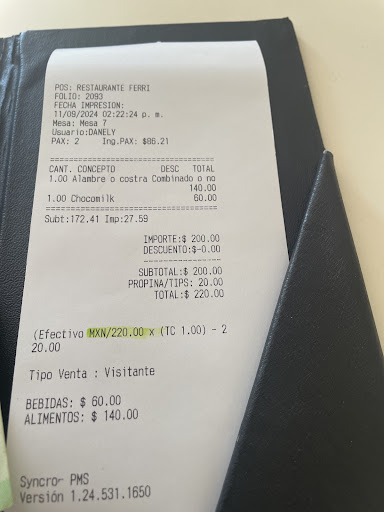 POS: RESTAURANTE FERRI
FOLIO: 2093
FECHA IMPRESION:
11/09/2024 02:22:24 p. m.
Mesa: Mesa 7
Usuario:DANELY
PAX: 2 Ing.PAX: $86.21
==================================
CANT. CONCEPTO DESC TOTAL
1.00 Alambre o costra Combinado o no
140.00
1.00 Chocomilk 60.00
==================================
Subt:172.41 Imp:27.59
IMPORTE:$ 200.00
DESCUENTO:$-0.00
-------------------
SUBTOTAL:$ 200.00
PROPINA/TIPS: 20.00
TOTAL:$ 220.00
(Efectivo MXN/220.00 x (TC 1.00) - 2
20.00
Tipo Venta : Visitante
BEBIDAS: $ 60.00
ALIMENTOS: $ 140.00
Syncro- PMS
Versión 1.24.531.1650